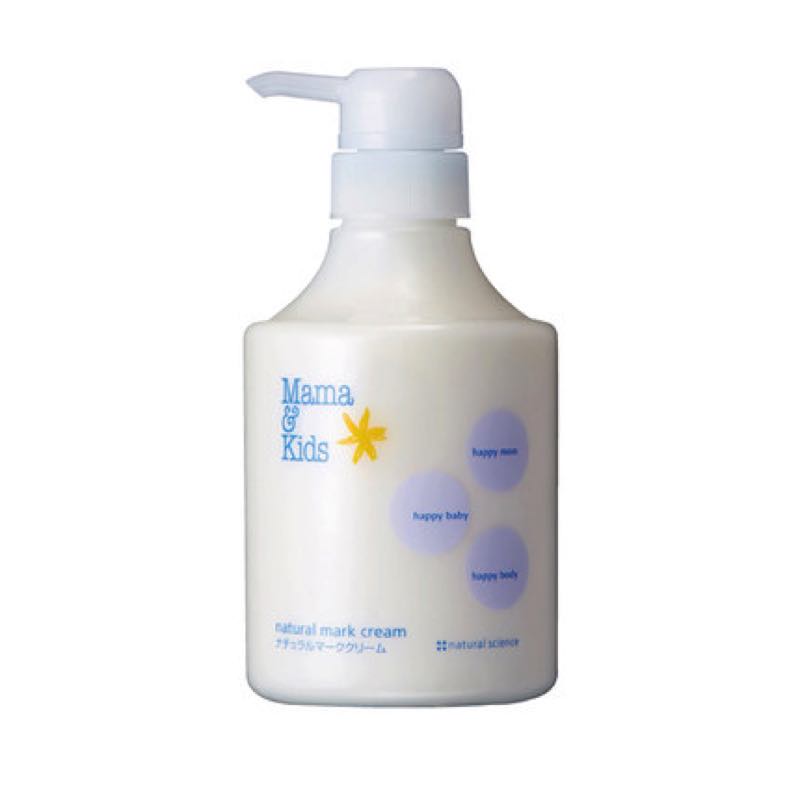 Mama
&
Kids
happy mom
happy baby
happy body
natural mark cream
ナチュラルマーククリーム
natural science